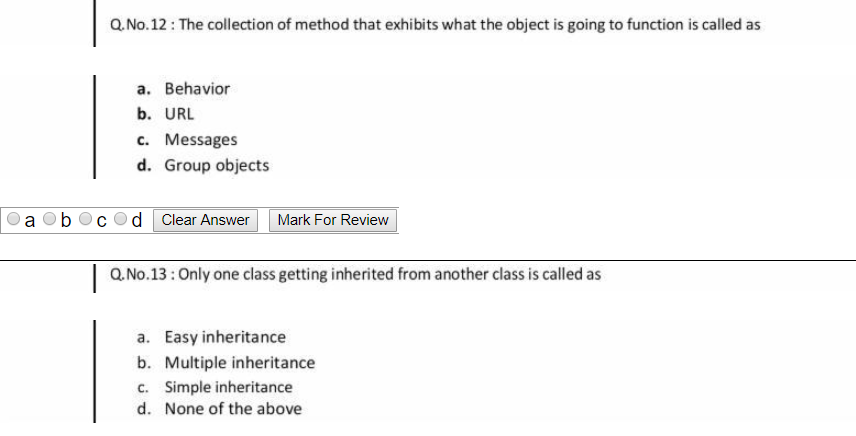 Q.No.12 : The collection of method that exhibits what the object is going to function is called as
a. Behavior
b. URL
c. Messages
d. Group objects
a b c d Clear Answer Mark For Review
Q.No.13 : Only one class getting inherited from another class is called as
a. Easy inheritance
b. Multiple inheritance
c. Simple inheritance
d. None of the above